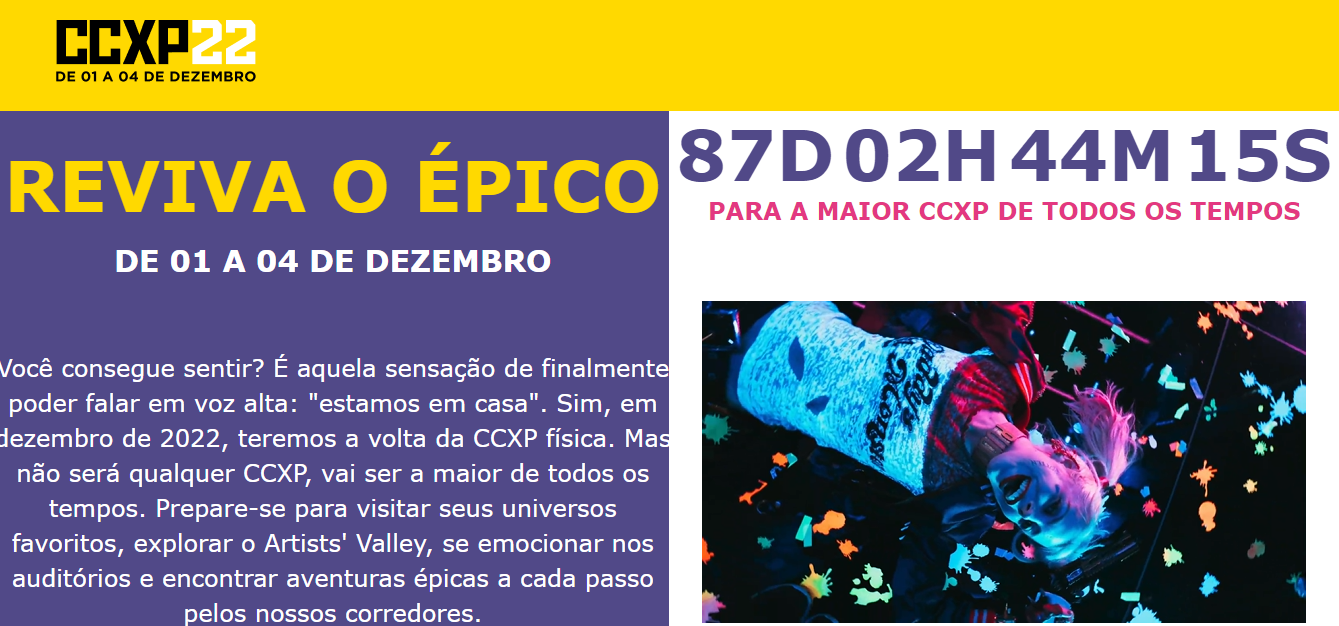 CCXP22
DE 01 A 04 DE DEZEMBRO
REVIVA O ÉPICO
DE 01 A 04 DE DEZEMBRO
Você consegue sentir? É aquela sensação de finalmente
poder falar em voz alta: "estamos em casa". Sim, em
dezembro de 2022, teremos a volta da CCXP física. Mas
não será qualquer CCXP, vai ser a maior de todos os
tempos. Prepare-se para visitar seus universos
favoritos, explorar o Artists' Valley, se emocionar nos
auditórios e encontrar aventuras épicas a cada passo
pelos nossos corredores.
87D 02H 44M 15S
PARA A MAIOR CCXP DE TODOS OS TEMPOS